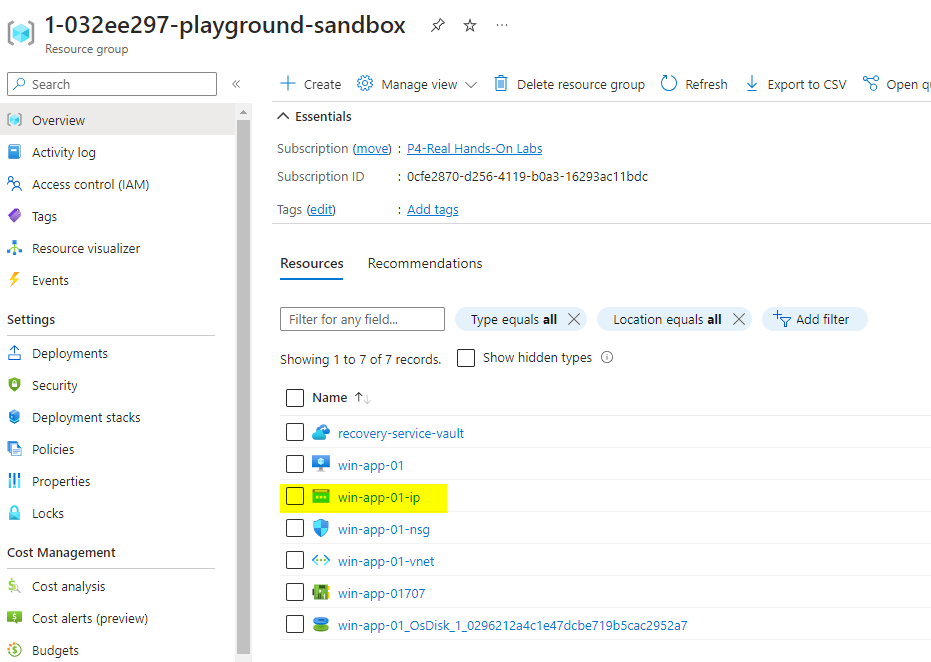 1-032ee297-playground-sandbox
Resource group
Search
Overview
Activity log
Access control (IAM)
Tags
Resource visualizer
Events
Settings
Deployments
Security
Deployment stacks
Policies
Properties
Locks
Cost Management
Cost analysis
Cost alerts (preview)
Budgets
Create Manage view Delete resource group Refresh Export to CSV Open qu
Essentials
Subscription (move) : P4-Real Hands-On Labs
Subscription ID : 0cfe2870-d256-4119-b0a3-16293ac11bdc
Tags (edit) : Add tags
Resources Recommendations
Filter for any field... Type equals all Location equals all Add filter
Showing 1 to 7 of 7 records. Show hidden types
Name
recovery-service-vault
win-app-01
win-app-01-ip
win-app-01-nsg
win-app-01-vnet
win-app-01707
win-app-01_OsDisk_1_0296212a4c1e47dcbe719b5cac2952a7